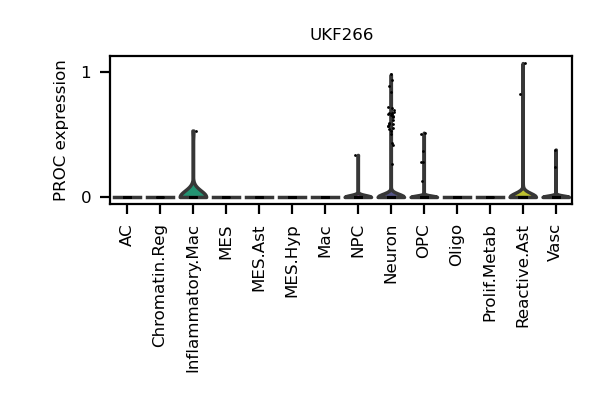 UKF266
PROC expression
1
0
AC
Chromatin.Reg
Inflammatory.Mac
MES
MES.Ast
MES.Hyp
Mac
NPC
Neuron
OPC
Oligo
Prolif.Metab
Reactive.Ast
Vasc